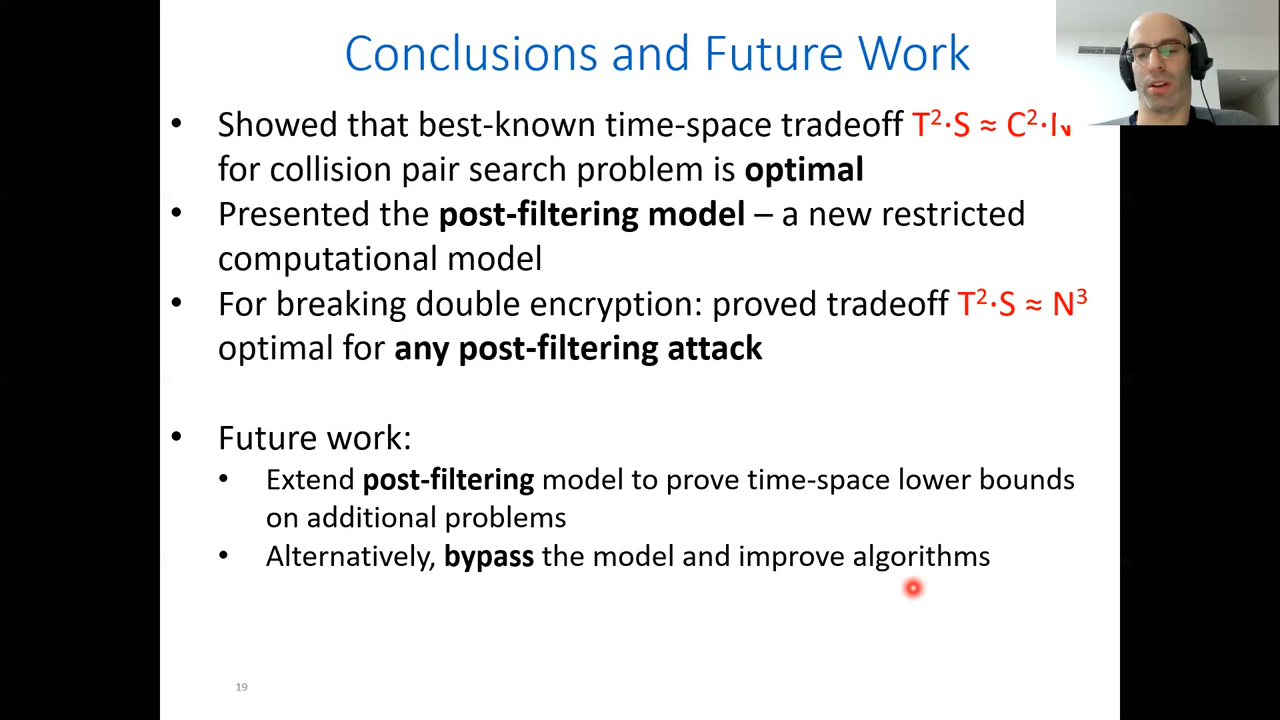 Conclusions and Future Work
• Showed that best-known time-space tradeoff T²·S ≈ C²·N
for collision pair search problem is optimal
• Presented the post-filtering model – a new restricted
computational model
• For breaking double encryption: proved tradeoff T²·S ≈ N³
optimal for any post-filtering attack
• Future work:
• Extend post-filtering model to prove time-space lower bounds
on additional problems
• Alternatively, bypass the model and improve algorithms
19